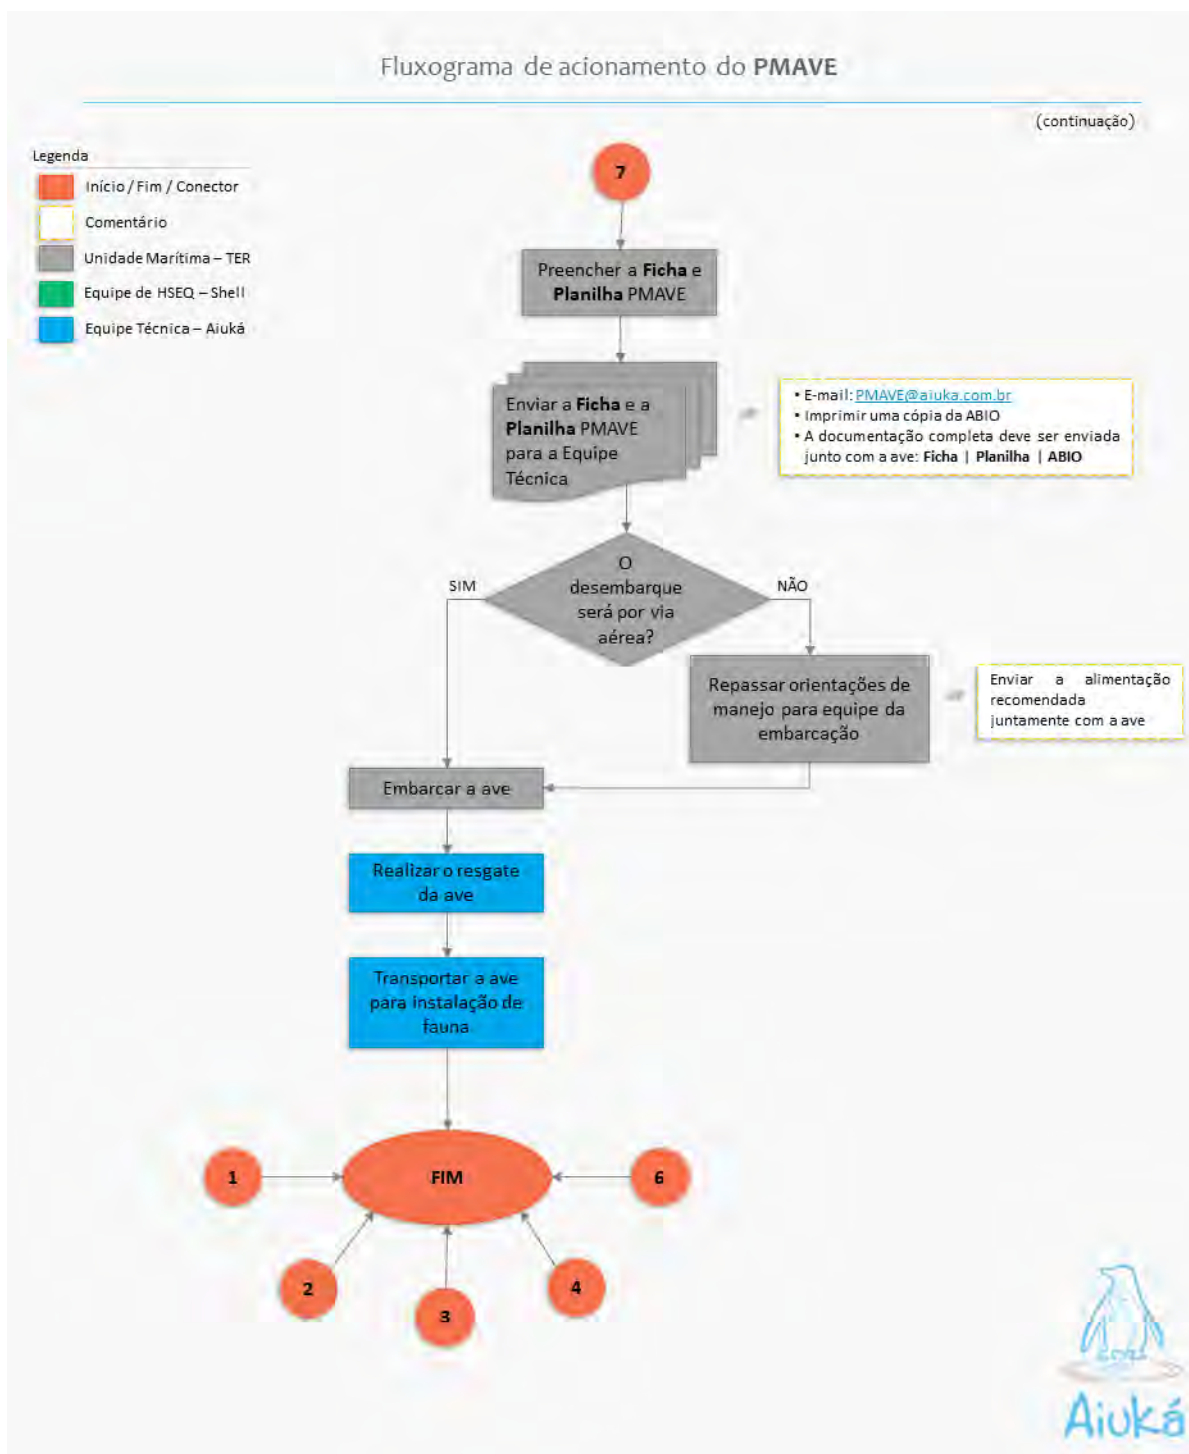 Fluxograma de acionamento do PMAVE
(continuação)
Legenda
Início / Fim / Conector
Comentário
Unidade Marítima – TER
Equipe de HSEQ – Shell
Equipe Técnica – Aiuká
7
Preencher a Ficha e
Planilha PMAVE
Enviar a Ficha e a
Planilha PMAVE
para a Equipe
Técnica
• E-mail: PMAVE@aiuka.com.br
• Imprimir uma cópia da ABIO
• A documentação completa deve ser enviada
junto com a ave: Ficha | Planilha | ABIO
O
desembarque
será por via
aérea?
SIM
NÃO
Repassar orientações de
manejo para equipe da
embarcação
Enviar a alimentação
recomendada
juntamente com a ave
Embarcar a ave
Realizar o resgate
da ave
Transportar a ave
para instalação de
fauna
FIM
1
6
2
4
3
Aiuká